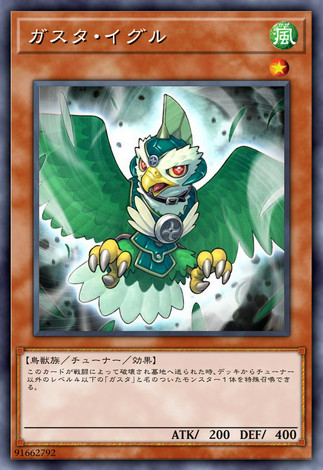 ガスタ・イグル
風
【鳥獣族／チューナー／効果】
このカードが戦闘によって破壊され墓地へ送られた時、デッキからチューナー
以外のレベル４以下の「ガスタ」と名のついたモンスター１体を特殊召喚でき
る。
ATK/ 200 DEF/ 400
91662792